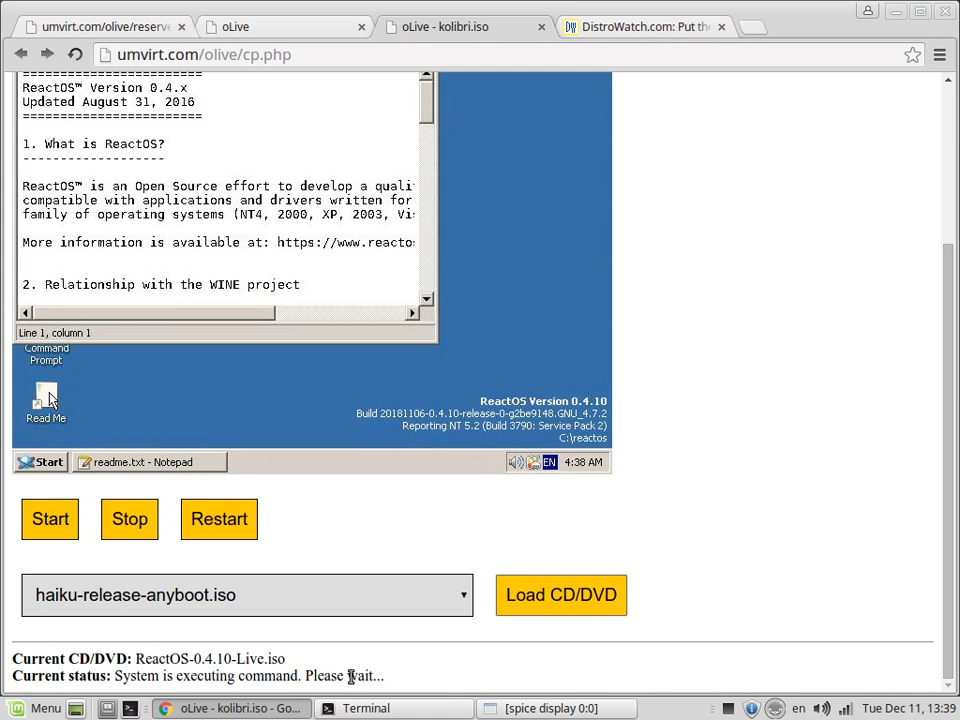 umvirt.com/olive/reserve
oLive
oLive - kolibri.iso
DistroWatch.com: Put the
umvirt.com/olive/cp.php
========================
ReactOS™ Version 0.4.x
Updated August 31, 2016
========================
1. What is ReactOS?
-------------------
ReactOS™ is an Open Source effort to develop a quali
compatible with applications and drivers written for
family of operating systems (NT4, 2000, XP, 2003, Vi
More information is available at: https://www.reacto
2. Relationship with the WINE project
Line 1, column 1
Command
Prompt
Read Me
ReactOS Version 0.4.10
Build 20181106-0.4.10-release-0-g2be9148.GNU_4.7.2
Reporting NT 5.2 (Build 3790: Service Pack 2)
C:\reactos
Start
readme.txt - Notepad
EN
4:38 AM
Start
Stop
Restart
haiku-release-anyboot.iso
Load CD/DVD
Current CD/DVD: ReactOS-0.4.10-Live.iso
Current status: System is executing command. Please wait...
Menu
oLive - kolibri.iso - Go...
Terminal
[spice display 0:0]
en
Tue Dec 11, 13:39